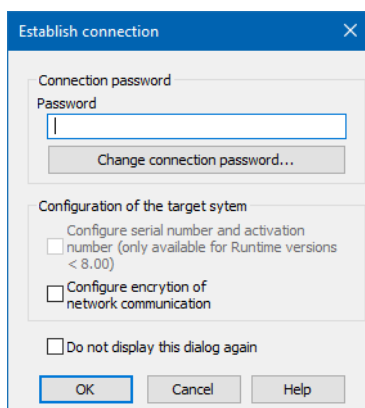 Establish connection
Connection password
Password
Change connection password...
Configuration of the target sytem
Configure serial number and activation
number (only available for Runtime versions
< 8.00)
Configure encrytion of
network communication
Do not display this dialog again
OK Cancel Help